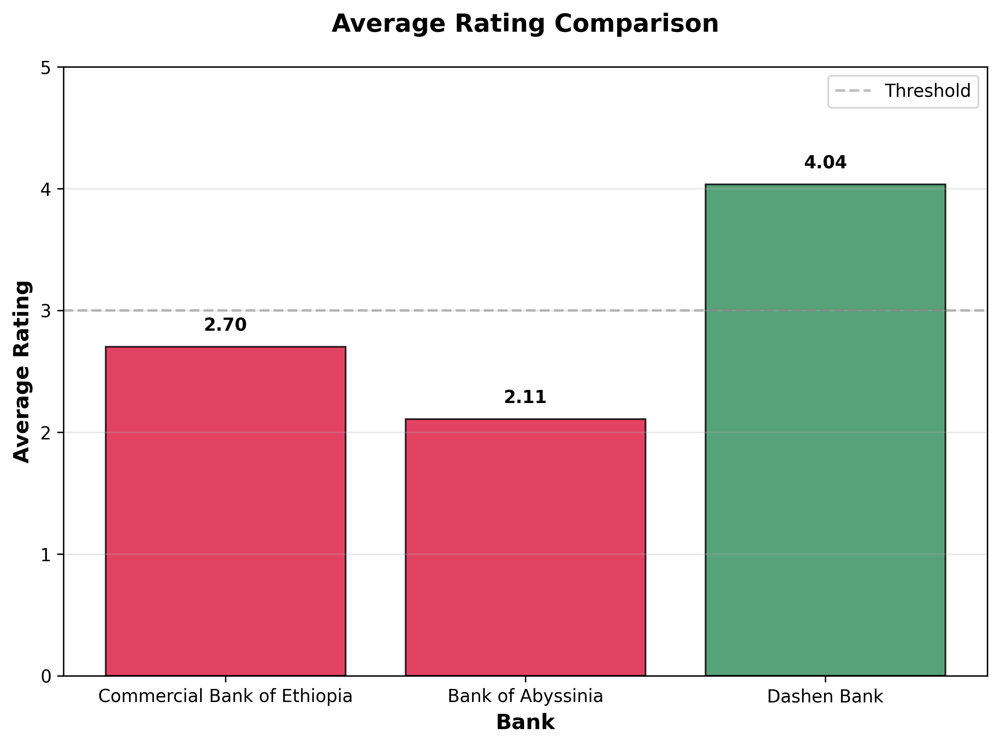 Average Rating Comparison
5
Threshold
4.04
4
3
2.70
2.11
2
1
0
Average Rating
Commercial Bank of Ethiopia
Bank of Abyssinia
Dashen Bank
Bank